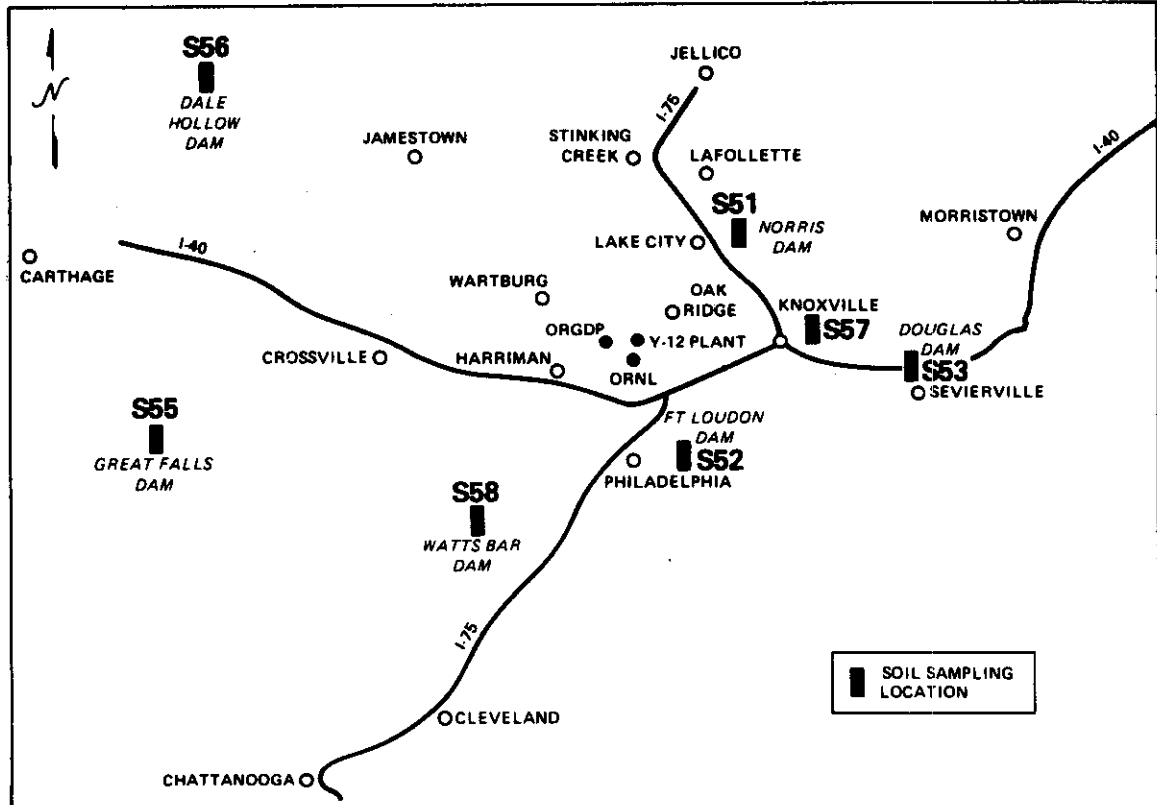 N
S56
DALE
HOLLOW
DAM
JELLICO
I-75
JAMESTOWN
STINKING
CREEK
LAFOLLETTE
I-40
S51
NORRIS
DAM
MORRISTOWN
LAKE CITY
I-40
CARTHAGE
WARTBURG
OAK
RIDGE
KNOXVILLE
S57
ORGDP
Y-12 PLANT
DOUGLAS
DAM
S53
CROSSVILLE
HARRIMAN
ORNL
SEVIERVILLE
S55
GREAT FALLS
DAM
FT LOUDON
DAM
S52
PHILADELPHIA
S58
WATTS BAR
DAM
I-75
SOIL SAMPLING
LOCATION
CLEVELAND
CHATTANOOGA